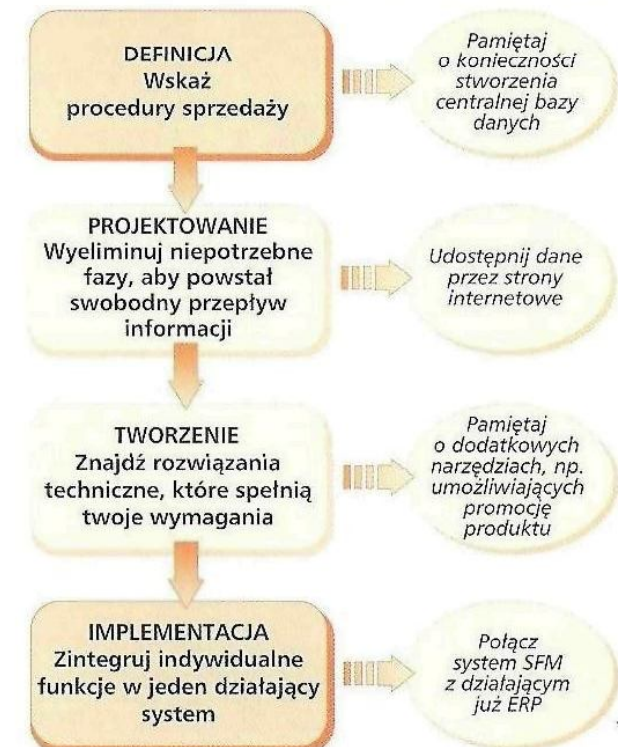 DEFINICJA
Wskaż
procedury sprzedaży
Pamiętaj
o konieczności
stworzenia
centralnej bazy
danych
PROJEKTOWANIE
Wyeliminuj niepotrzebne
fazy, aby powstał
swobodny przepływ
informacji
Udostępnij dane
przez strony
internetowe
TWORZENIE
Znajdź rozwiązania
techniczne, które spełnią
twoje wymagania
Pamiętaj
o dodatkowych
narzędziach, np.
umożliwiających
promocję
produktu
IMPLEMENTACJA
Zintegruj indywidualne
funkcje w jeden działający
system
Połącz
system SFM
z działającym
już ERP